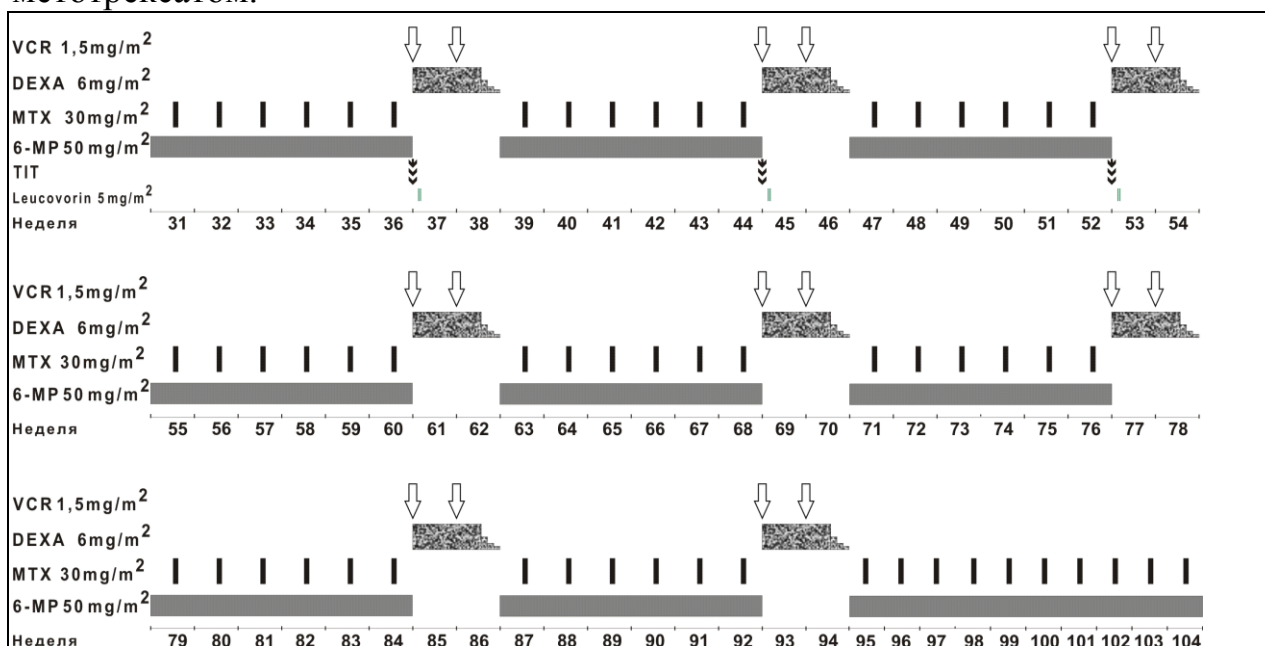 метотрексатом.
VCR 1,5mg/m²
DEXA 6mg/m²
MTX 30mg/m²
6-MP 50 mg/m²
TIT
Leucovorin 5mg/m²
Неделя 31 32 33 34 35 36 37 38 39 40 41 42 43 44 45 46 47 48 49 50 51 52 53 54
VCR 1,5mg/m²
DEXA 6mg/m²
MTX 30mg/m²
6-MP 50 mg/m²
Неделя 55 56 57 58 59 60 61 62 63 64 65 66 67 68 69 70 71 72 73 74 75 76 77 78
VCR 1,5mg/m²
DEXA 6mg/m²
MTX 30mg/m²
6-MP 50 mg/m²
Неделя 79 80 81 82 83 84 85 86 87 88 89 90 91 92 93 94 95 96 97 98 99 100 101 102 103 104